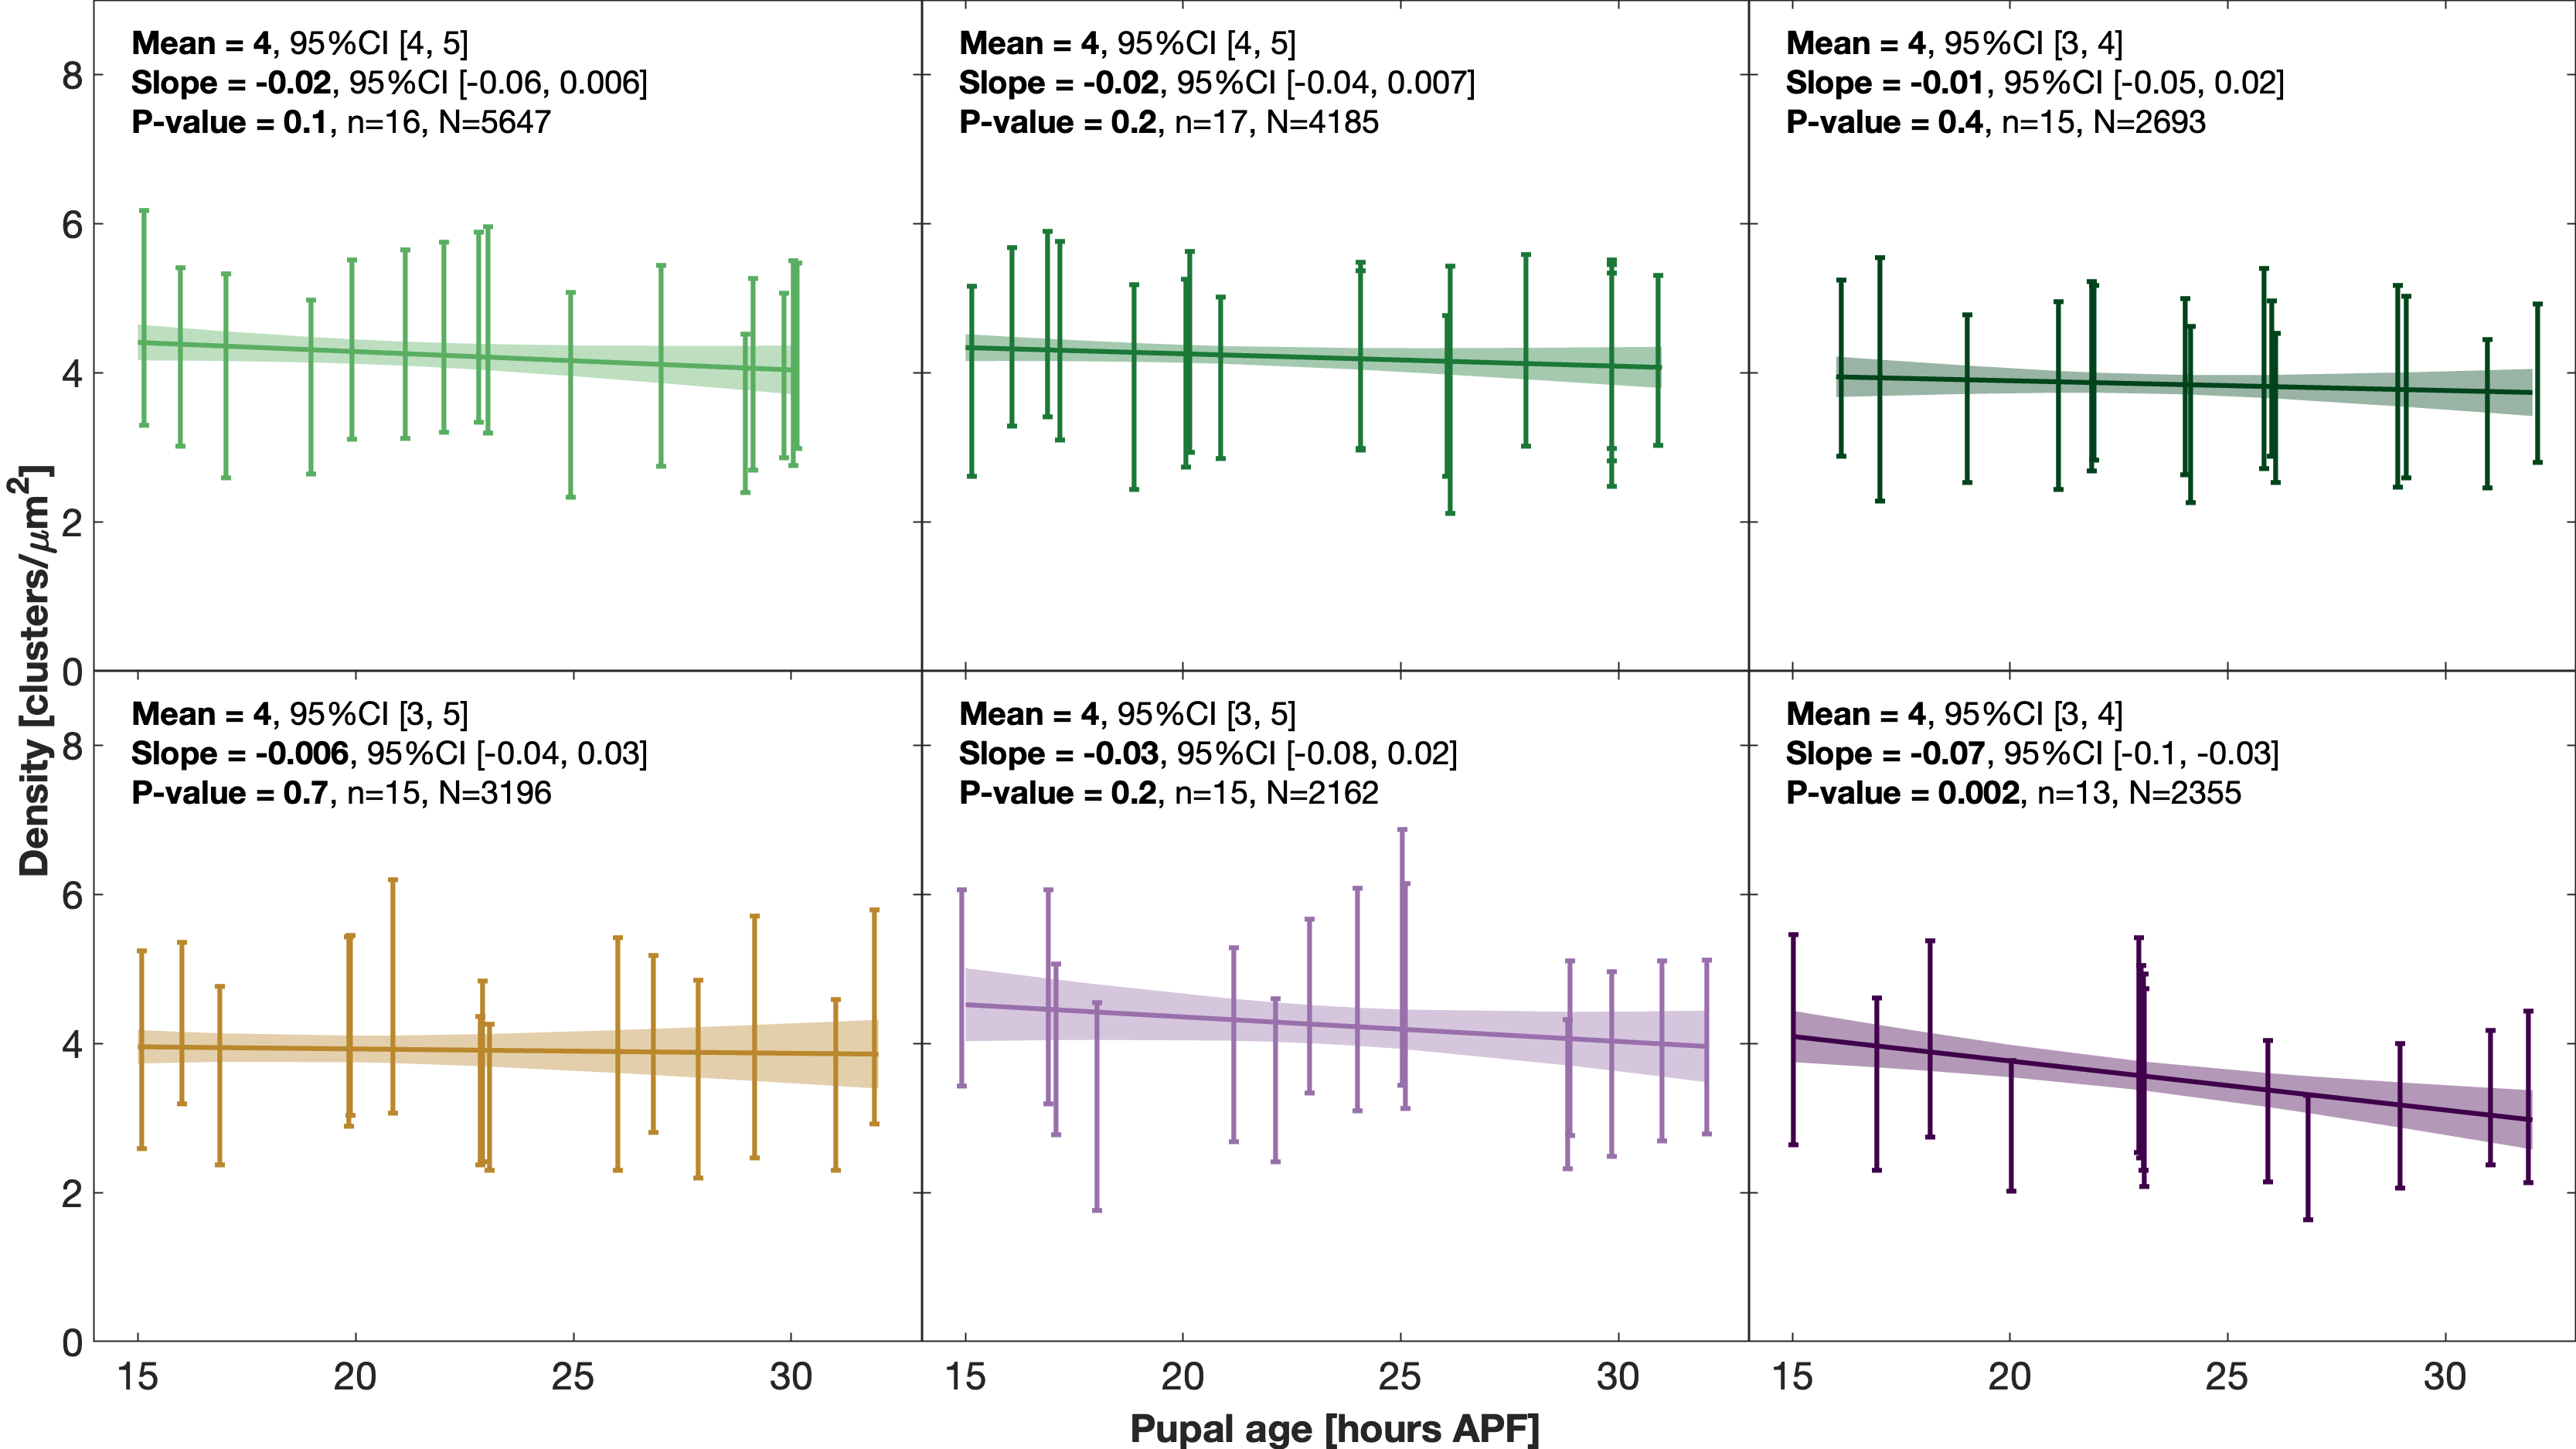 Density [clusters/μm²]
8
6
4
2
0
Mean = 4, 95%CI [4, 5]
Slope = -0.02, 95%CI [-0.06, 0.006]
P-value = 0.1, n=16, N=5647
Mean = 4, 95%CI [4, 5]
Slope = -0.02, 95%CI [-0.04, 0.007]
P-value = 0.2, n=17, N=4185
Mean = 4, 95%CI [3, 4]
Slope = -0.01, 95%CI [-0.05, 0.02]
P-value = 0.4, n=15, N=2693
8
6
4
2
0
Mean = 4, 95%CI [3, 5]
Slope = -0.006, 95%CI [-0.04, 0.03]
P-value = 0.7, n=15, N=3196
Mean = 4, 95%CI [3, 5]
Slope = -0.03, 95%CI [-0.08, 0.02]
P-value = 0.2, n=15, N=2162
Mean = 4, 95%CI [3, 4]
Slope = -0.07, 95%CI [-0.1, -0.03]
P-value = 0.002, n=13, N=2355
15 20 25 30 15 20 25 30 15 20 25 30
Pupal age [hours APF]